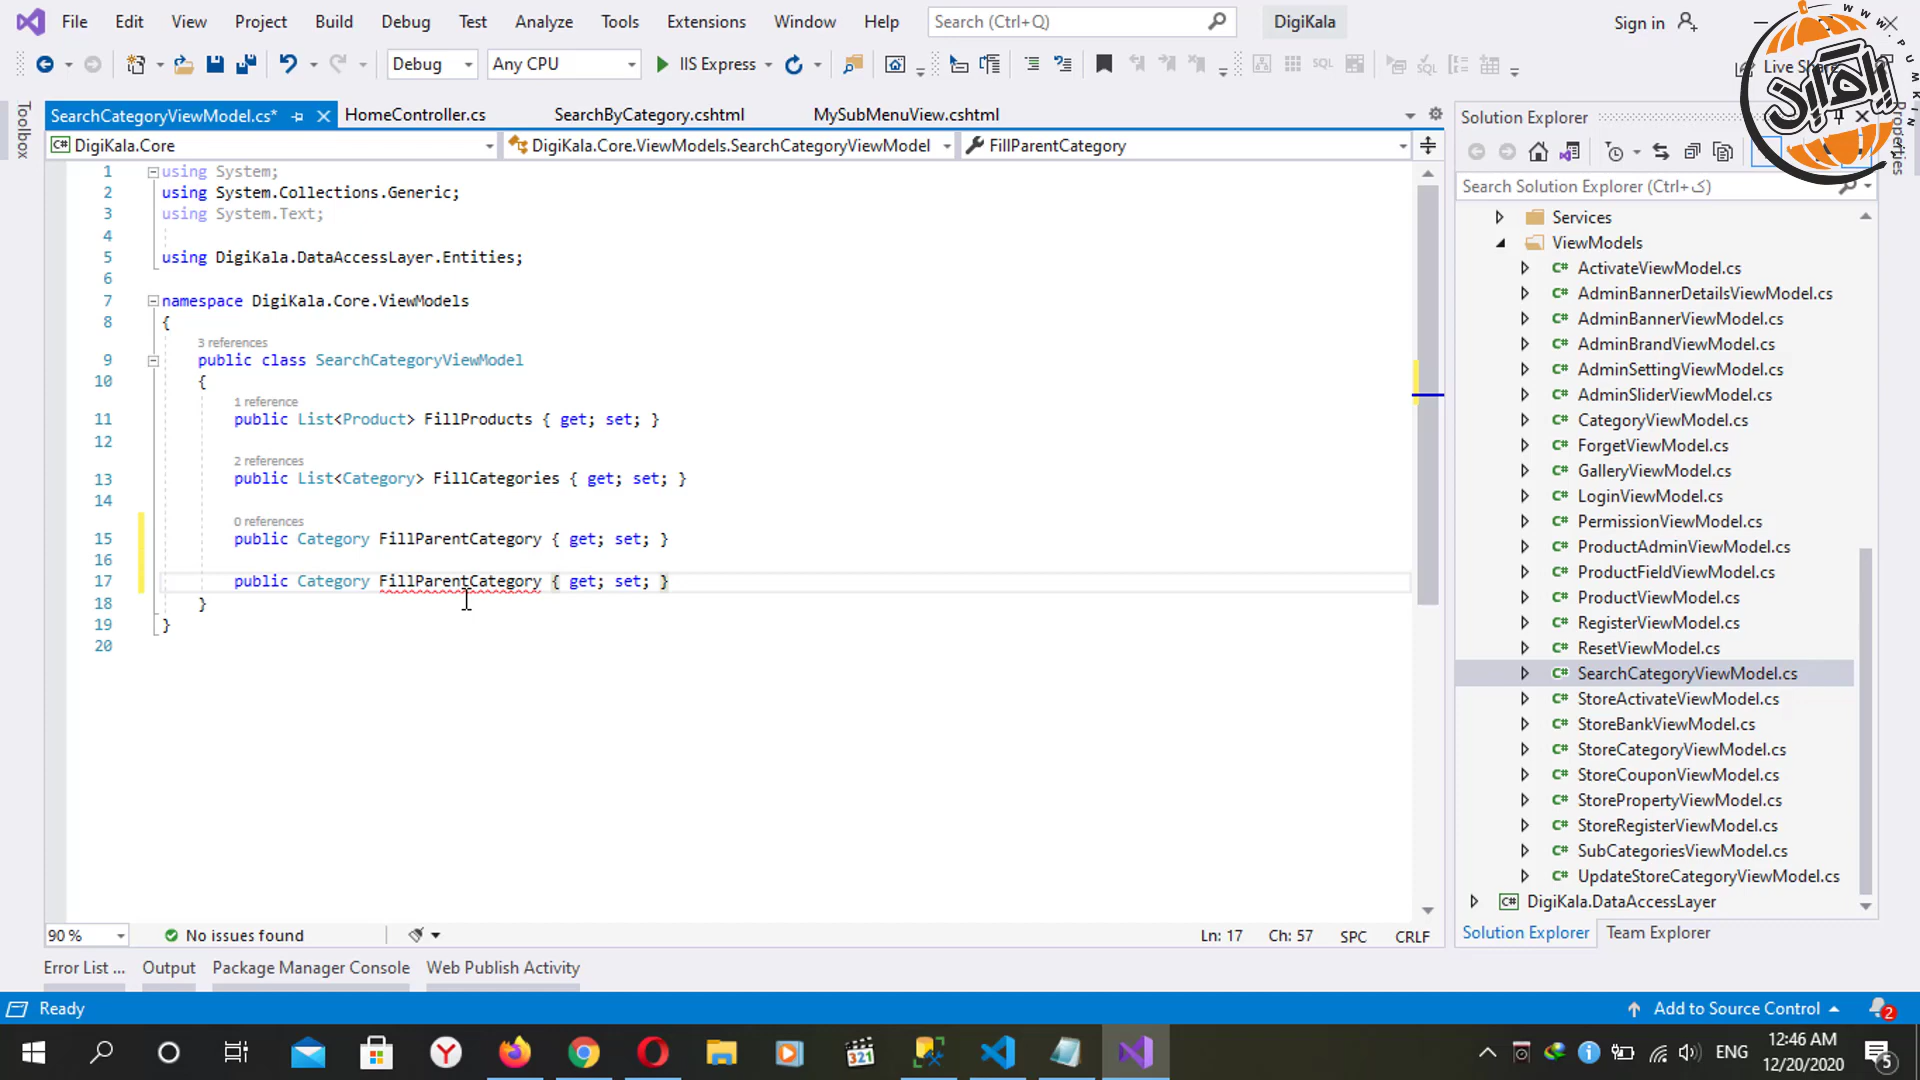 File Edit View Project Build Debug Test Analyze Tools Extensions Window Help Search (Ctrl+Q) DigiKala Sign in
Debug Any CPU IIS Express SQL Live Share
Toolbox
SearchCategoryViewModel.cs* HomeController.cs SearchByCategory.cshtml MySubMenuView.cshtml
DigiKala.Core DigiKala.Core.ViewModels.SearchCategoryViewModel FillParentCategory
1 using System;
2 using System.Collections.Generic;
3 using System.Text;
4
5 using DigiKala.DataAccessLayer.Entities;
6
7 namespace DigiKala.Core.ViewModels
8 {
3 references
9 public class SearchCategoryViewModel
10 {
1 reference
11 public List<Product> FillProducts { get; set; }
12
2 references
13 public List<Category> FillCategories { get; set; }
14
0 references
15 public Category FillParentCategory { get; set; }
16
17 public Category FillParentCategory { get; set; }
18 }
19 }
20
90 % No issues found Ln: 17 Ch: 57 SPC CRLF
Solution Explorer
Search Solution Explorer (Ctrl+ک)
Services
ViewModels
C# ActivateViewModel.cs
C# AdminBannerDetailsViewModel.cs
C# AdminBannerViewModel.cs
C# AdminBrandViewModel.cs
C# AdminSettingViewModel.cs
C# AdminSliderViewModel.cs
C# CategoryViewModel.cs
C# ForgetViewModel.cs
C# GalleryViewModel.cs
C# LoginViewModel.cs
C# PermissionViewModel.cs
C# ProductAdminViewModel.cs
C# ProductFieldViewModel.cs
C# ProductViewModel.cs
C# RegisterViewModel.cs
C# ResetViewModel.cs
C# SearchCategoryViewModel.cs
C# StoreActivateViewModel.cs
C# StoreBankViewModel.cs
C# StoreCategoryViewModel.cs
C# StoreCouponViewModel.cs
C# StorePropertyViewModel.cs
C# StoreRegisterViewModel.cs
C# SubCategoriesViewModel.cs
C# UpdateStoreCategoryViewModel.cs
C# DigiKala.DataAccessLayer
Solution Explorer Team Explorer
Properties
Error List ... Output Package Manager Console Web Publish Activity
Ready Add to Source Control 2
321 ENG 12:46 AM
12/20/2020 5